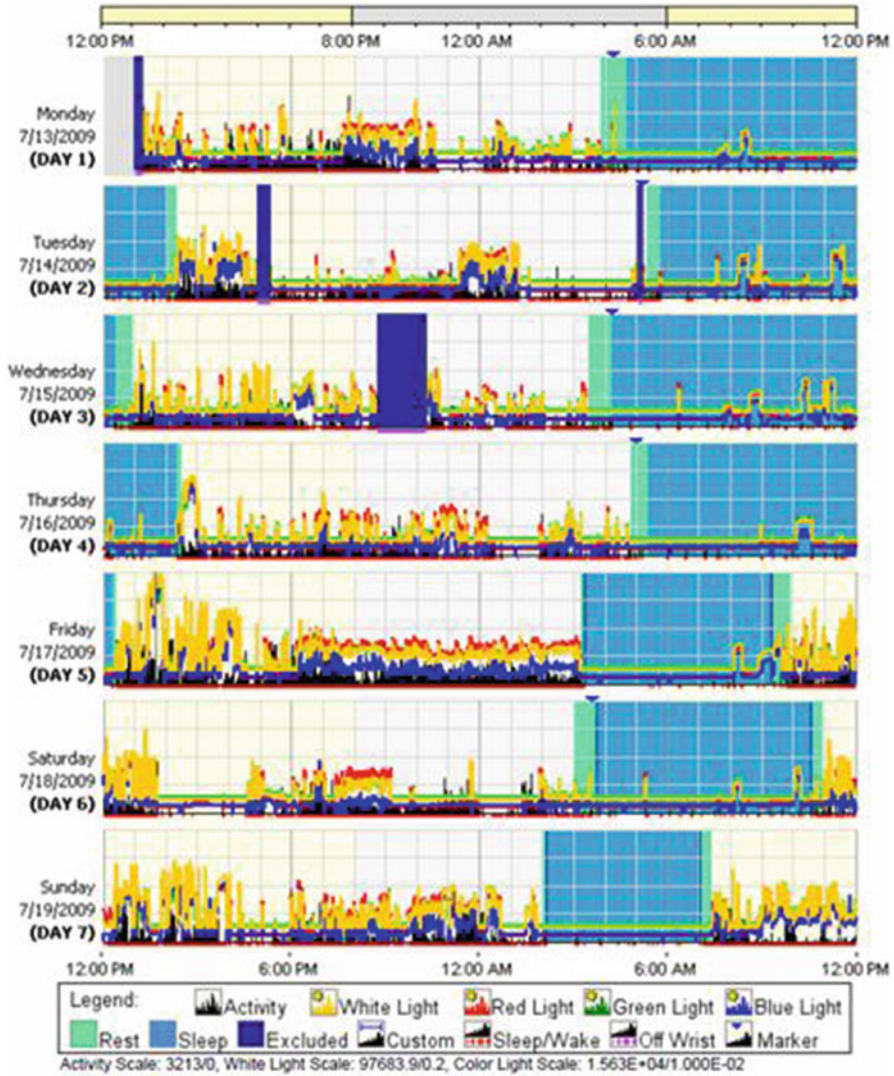 12:00 PM 8:00 PM 12:00 AM 6:00 AM 12:00 PM
Monday
7/13/2009
(DAY 1)
Tuesday
7/14/2009
(DAY 2)
Wednesday
7/15/2009
(DAY 3)
Thursday
7/16/2009
(DAY 4)
Friday
7/17/2009
(DAY 5)
Saturday
7/18/2009
(DAY 6)
Sunday
7/19/2009
(DAY 7)
12:00 PM 6:00 PM 12:00 AM 6:00 AM 12:00 PM
Legend: Activity White Light Red Light Green Light Blue Light
Rest Sleep Excluded Custom Sleep/Wake Off Wrist Marker
Activity Scale: 3213/0, White Light Scale: 97683.9/0.2, Color Light Scale: 1.563E+04/1.000E-02